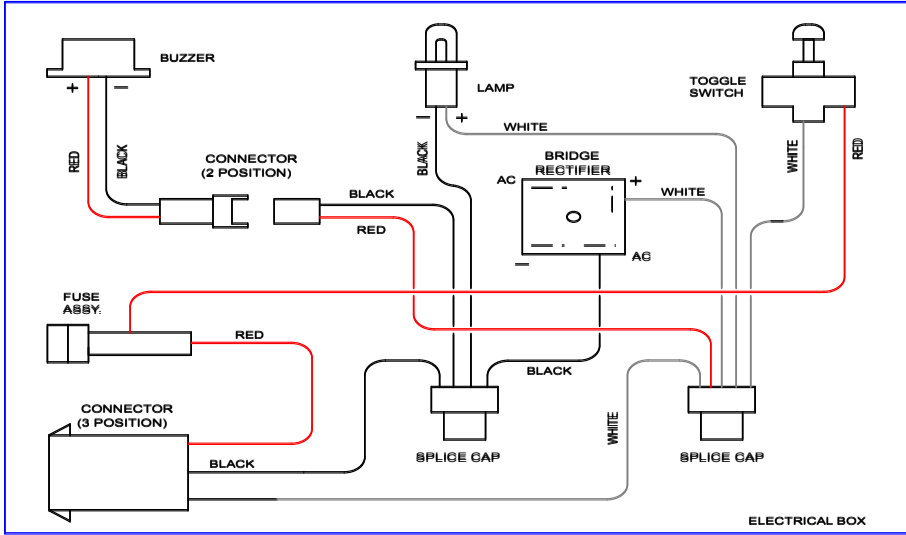 BUZZER
+
−
RED
BLACK
CONNECTOR
(2 POSITION)
LAMP
−
+
WHITE
BLACK
TOGGLE
SWITCH
WHITE
RED
BRIDGE
RECTIFIER
AC
+
WHITE
−
AC
BLACK
RED
FUSE
ASSY.
RED
BLACK
CONNECTOR
(3 POSITION)
BLACK
WHITE
SPLICE CAP
SPLICE CAP
ELECTRICAL BOX